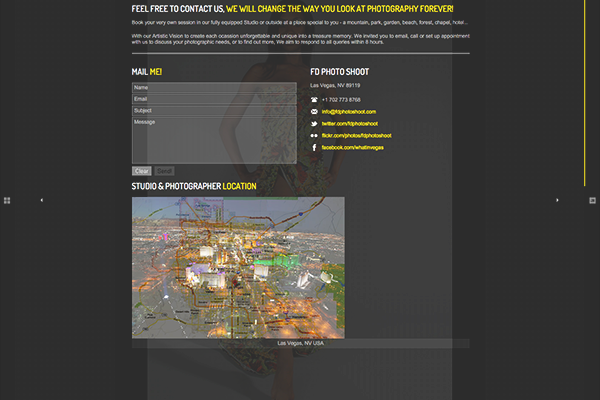 FEEL FREE TO CONTACT US, WE WILL CHANGE THE WAY YOU LOOK AT PHOTOGRAPHY FOREVER!
Book your very own session in our fully equipped Studio or outside at a place special to you - a mountain, park, garden, beach, forest, chapel, hotel...
With our Artistic Vision to create each ocassion unforgettable and unique into a treasure memory. We invited you to email, call or set up appointment
with us to discuss your photographic needs, or to find out more, We aim to respond to all queries within 8 hours.
MAIL ME!
Name
Email
Subject
Message
Clear Send!
FD PHOTO SHOOT
Las Vegas, NV 89119
+1 702 773 8768
info@fdphotoshoot.com
twitter.com/fdphotoshoot
flickr.com/photos/fdphotoshoot
facebook.com/whatinvegas
STUDIO & PHOTOGRAPHER LOCATION
Las Vegas, NV USA